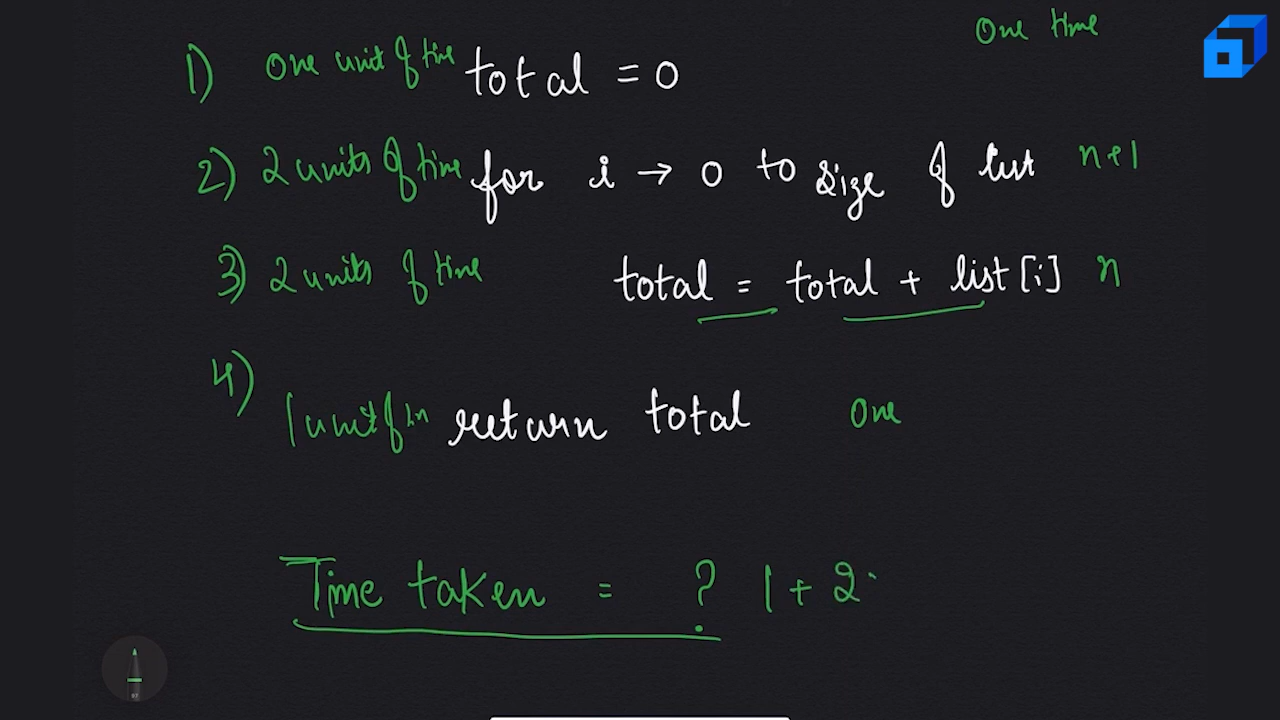 One time
1) One unit of time total = 0
2) 2 units of time for i → 0 to size of list n+1
3) 2 units of time total = total + list[i] n
4)
1 unit of return total One
Time taken = ? 1 + 2